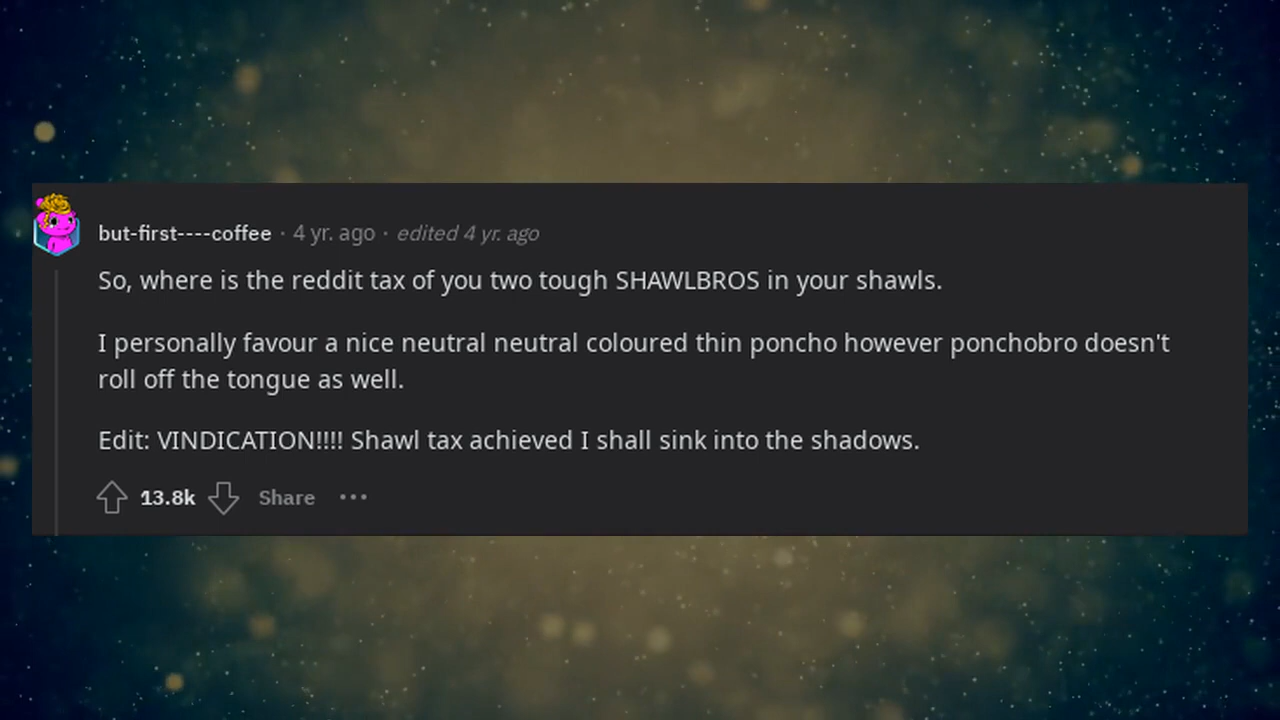 but-first----coffee · 4 yr. ago · edited 4 yr. ago
So, where is the reddit tax of you two tough SHAWLBROS in your shawls.
I personally favour a nice neutral neutral coloured thin poncho however ponchobro doesn't
roll off the tongue as well.
Edit: VINDICATION!!!! Shawl tax achieved I shall sink into the shadows.
13.8k Share ···